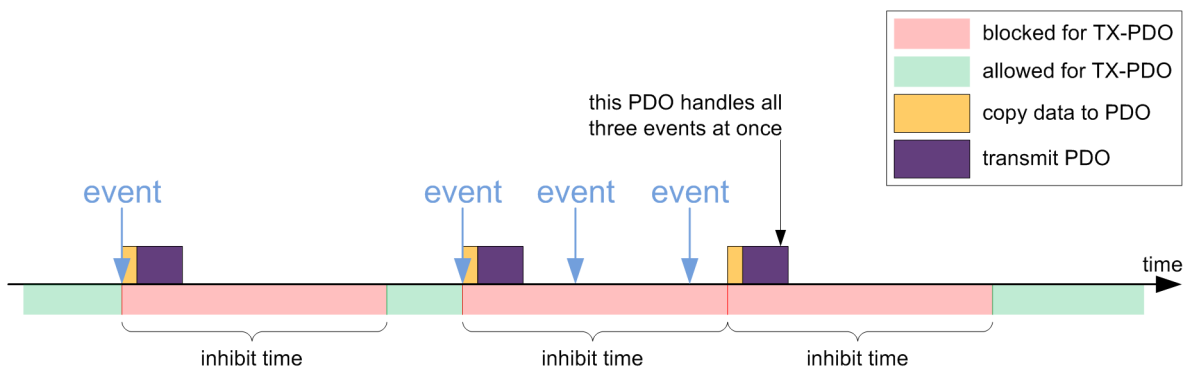 blocked for TX-PDO
allowed for TX-PDO
copy data to PDO
transmit PDO
this PDO handles all
three events at once
event
event
event
event
time
inhibit time
inhibit time
inhibit time